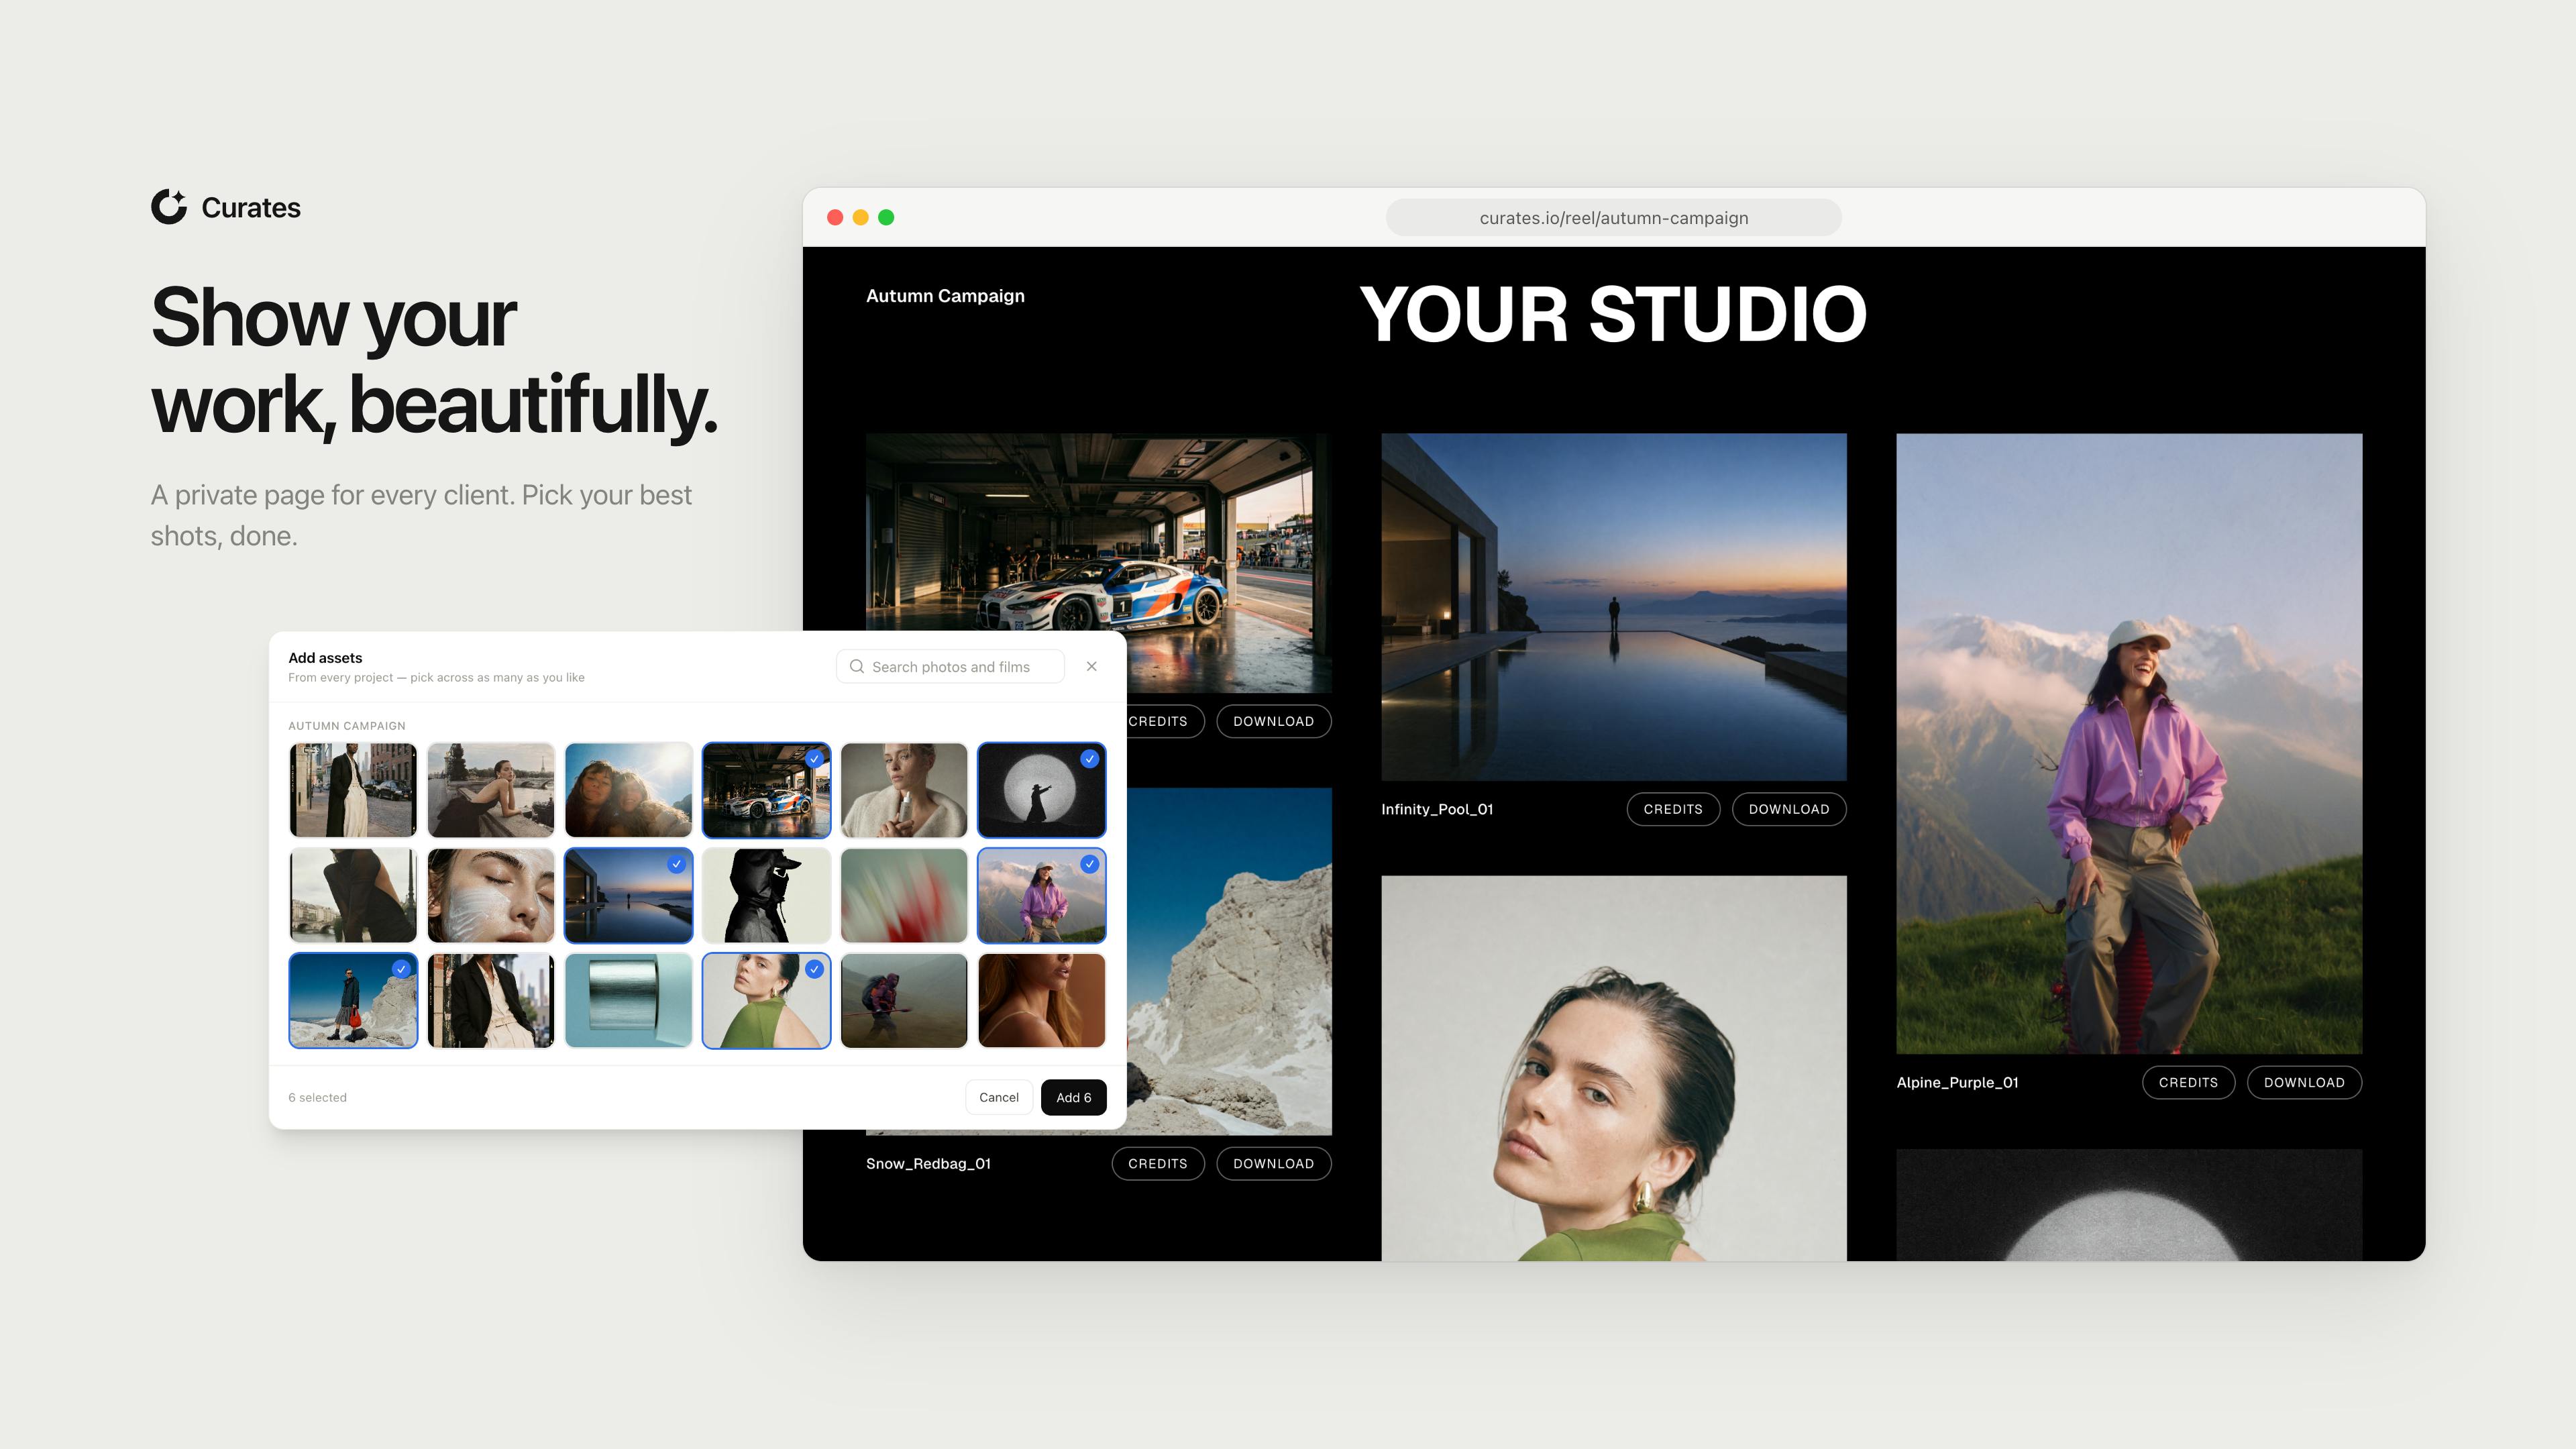 Curates
Show your
work, beautifully.
A private page for every client. Pick your best
shots, done.
curates.io/reel/autumn-campaign
Autumn Campaign
YOUR STUDIO
CREDITS
DOWNLOAD
Infinity_Pool_01
CREDITS
DOWNLOAD
Alpine_Purple_01
CREDITS
DOWNLOAD
Snow_Redbag_01
CREDITS
DOWNLOAD
Add assets
From every project — pick across as many as you like
Search photos and films
AUTUMN CAMPAIGN
6 selected
Cancel
Add 6
1